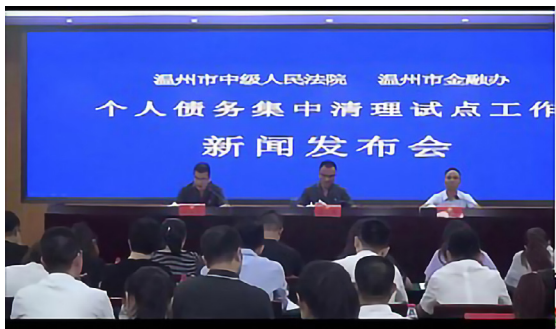 温州市中级人民法院 温州市金融办
个人债务集中清理试点工作
新闻发布会